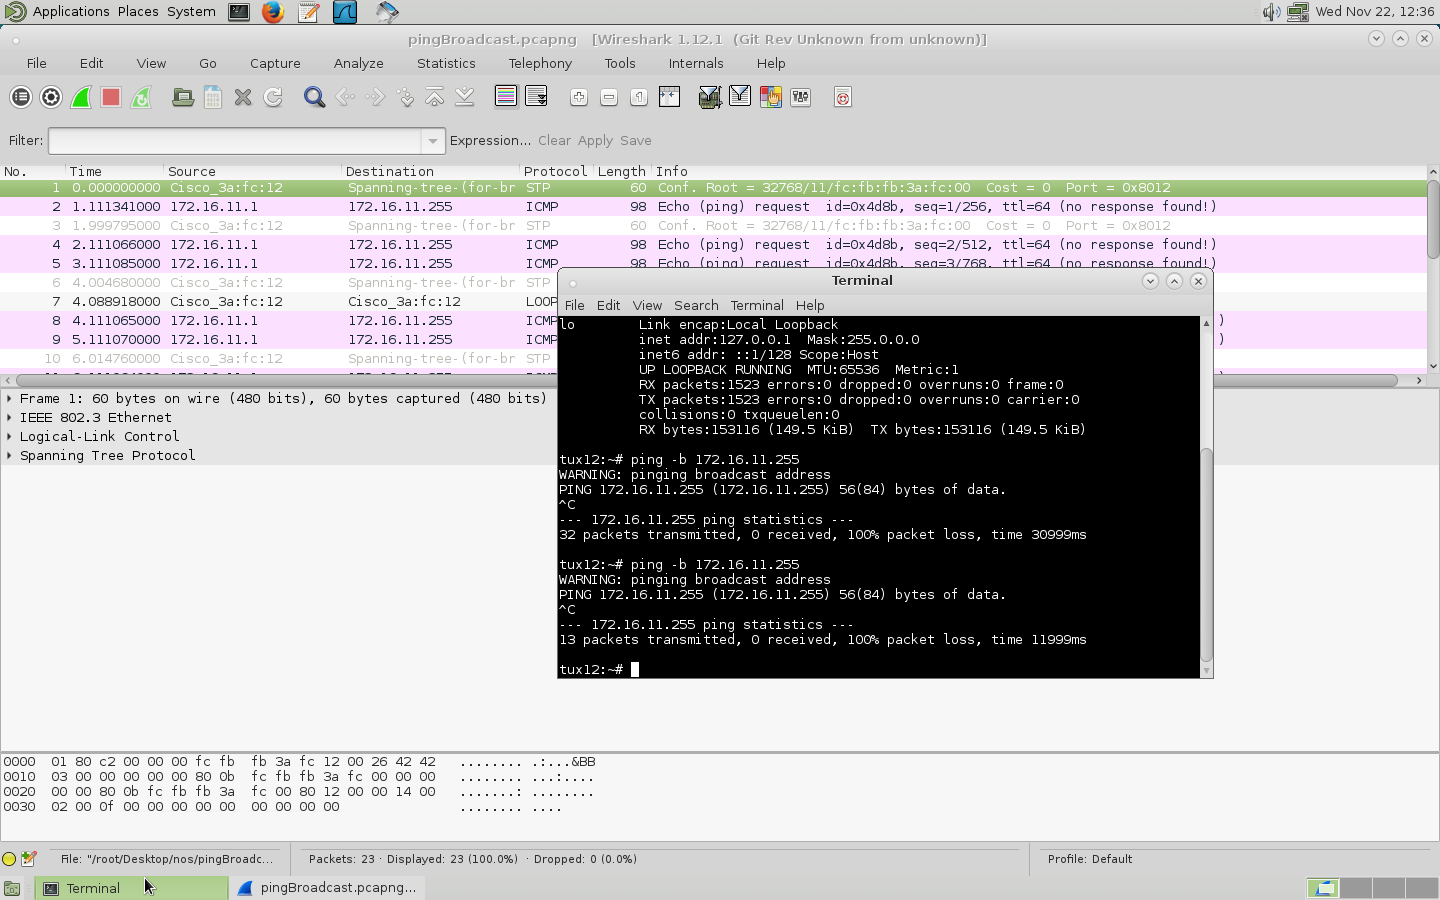 Applications Places System Wed Nov 22, 12:36
pingBroadcast.pcapng [Wireshark 1.12.1 (Git Rev Unknown from unknown)]
File Edit View Go Capture Analyze Statistics Telephony Tools Internals Help
Filter: Expression... Clear Apply Save
No. Time Source Destination Protocol Length Info
1 0.000000000 Cisco_3a:fc:12 Spanning-tree-(for-br STP 60 Conf. Root = 32768/11/fc:fb:fb:3a:fc:00 Cost = 0 Port = 0x8012
2 1.111341000 172.16.11.1 172.16.11.255 ICMP 98 Echo (ping) request id=0x4d8b, seq=1/256, ttl=64 (no response found!)
3 1.999795000 Cisco_3a:fc:12 Spanning-tree-(for-br STP 60 Conf. Root = 32768/11/fc:fb:fb:3a:fc:00 Cost = 0 Port = 0x8012
4 2.111066000 172.16.11.1 172.16.11.255 ICMP 98 Echo (ping) request id=0x4d8b, seq=2/512, ttl=64 (no response found!)
5 3.111085000 172.16.11.1 172.16.11.255 ICMP 98 Echo (ping) request id=0x4d8b, seq=3/768, ttl=64 (no response found!)
6 4.004680000 Cisco_3a:fc:12 Spanning-tree-(for-br STP
7 4.088918000 Cisco_3a:fc:12 Cisco_3a:fc:12 LOOP
8 4.111065000 172.16.11.1 172.16.11.255 ICMP )
9 5.111070000 172.16.11.1 172.16.11.255 ICMP )
10 6.014760000 Cisco_3a:fc:12 Spanning-tree-(for-br STP
Frame 1: 60 bytes on wire (480 bits), 60 bytes captured (480 bits)
IEEE 802.3 Ethernet
Logical-Link Control
Spanning Tree Protocol
Terminal
File Edit View Search Terminal Help
lo Link encap:Local Loopback
inet addr:127.0.0.1 Mask:255.0.0.0
inet6 addr: ::1/128 Scope:Host
UP LOOPBACK RUNNING MTU:65536 Metric:1
RX packets:1523 errors:0 dropped:0 overruns:0 frame:0
TX packets:1523 errors:0 dropped:0 overruns:0 carrier:0
collisions:0 txqueuelen:0
RX bytes:153116 (149.5 KiB) TX bytes:153116 (149.5 KiB)
tux12:~# ping -b 172.16.11.255
WARNING: pinging broadcast address
PING 172.16.11.255 (172.16.11.255) 56(84) bytes of data.
^C
--- 172.16.11.255 ping statistics ---
32 packets transmitted, 0 received, 100% packet loss, time 30999ms
tux12:~# ping -b 172.16.11.255
WARNING: pinging broadcast address
PING 172.16.11.255 (172.16.11.255) 56(84) bytes of data.
^C
--- 172.16.11.255 ping statistics ---
13 packets transmitted, 0 received, 100% packet loss, time 11999ms
tux12:~#
0000 01 80 c2 00 00 00 fc fb fb 3a fc 12 00 26 42 42 ........ .:...&BB
0010 03 00 00 00 00 00 80 0b fc fb fb 3a fc 00 00 00 ........ ...:....
0020 00 00 80 0b fc fb fb 3a fc 00 80 12 00 00 14 00 .......: ........
0030 02 00 0f 00 00 00 00 00 00 00 00 00 ........ ....
File: "/root/Desktop/nos/pingBroadc... Packets: 23 · Displayed: 23 (100.0%) · Dropped: 0 (0.0%) Profile: Default
Terminal pingBroadcast.pcapng...